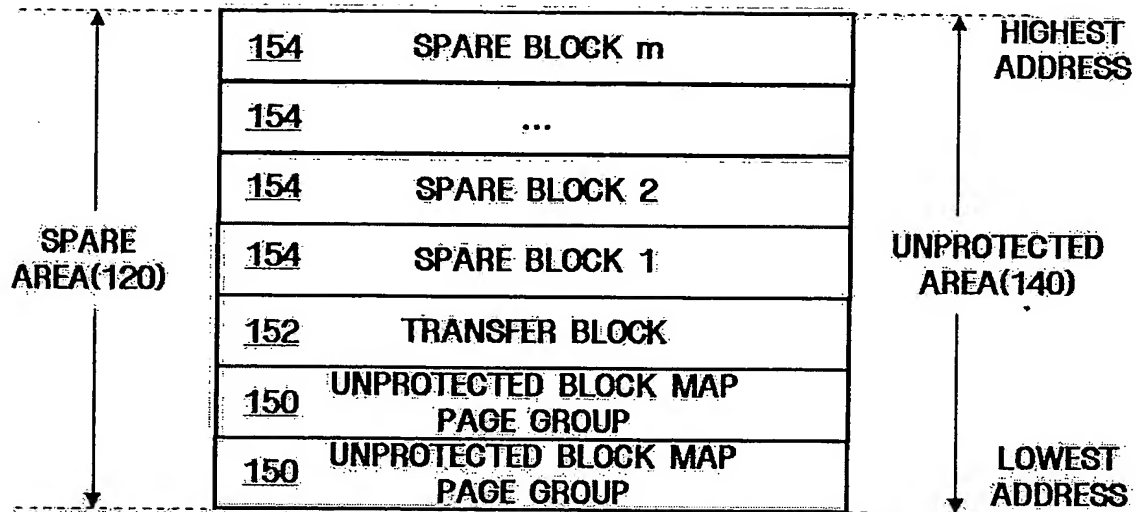 154 SPARE BLOCK m
HIGHEST
ADDRESS
154 ...
154 SPARE BLOCK 2
SPARE
AREA(120)
154 SPARE BLOCK 1
UNPROTECTED
AREA(140)
152 TRANSFER BLOCK
150 UNPROTECTED BLOCK MAP
PAGE GROUP
150 UNPROTECTED BLOCK MAP
PAGE GROUP
LOWEST
ADDRESS